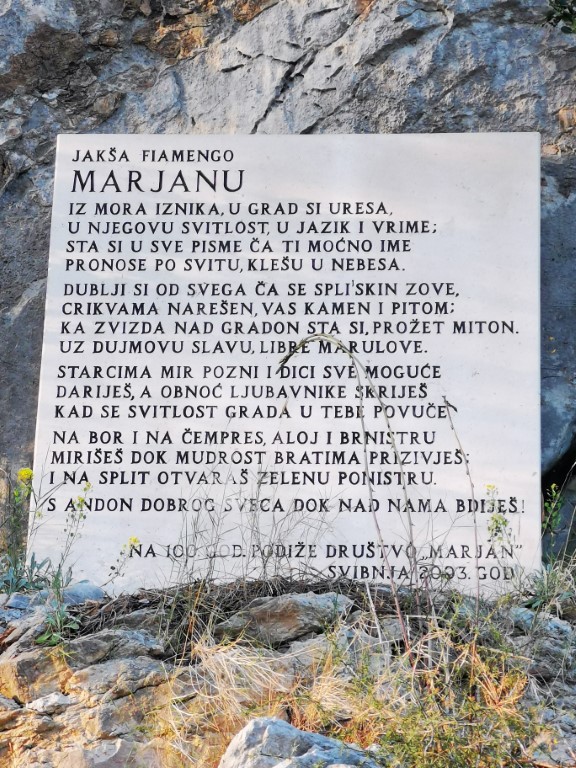 JAKŠA FIAMENGO
MARJANU
IZ MORA IZNIKA, U GRAD SI URESA,
U NJEGOVU SVITLOST, U JAZIK I VRIME;
STA SI U SVE PISME ČA TI MOĆNO IME
PRONOSE PO SVITU, KLEŠU U NEBESA.
DUBLJI SI OD SVEGA ČA SE SPLI'SKIN ZOVE,
CRIKVAMA NAREŠEN, VAS KAMEN I PITOM;
KA ZVIZDA NAD GRADON STA SI, PROŽET MITON.
UZ DUJMOVU SLAVU, LIBRE MARULOVE.
STARCIMA MIR POZNI I DICI SVE MOGUĆE
DARIJEŠ, A OBNOĆ LJUBAVNIKE SKRIJEŠ
KAD SE SVITLOST GRADA U TEBE POVUČE.
NA BOR I NA ČEMPRES, ALOJ I BRNISTRU
MIRIŠEŠ DOK MUDROST BRATIMA PRIZIVJEŠ;
I NA SPLIT OTVARAŠ ZELENU PONISTRU.
S ANĐON DOBROG SVECA DOK NAD NAMA BDIJEŠ!
NA 100 GOD. PODIŽE DRUŠTVO „MARJAN"
SVIBNJA 2003. GOD.